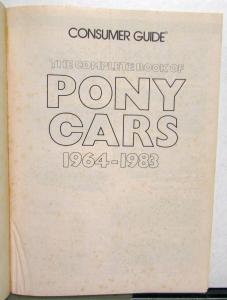 CONSUMER GUIDE
THE COMPLETE BOOK OF
PONY
CARS
1964-1983